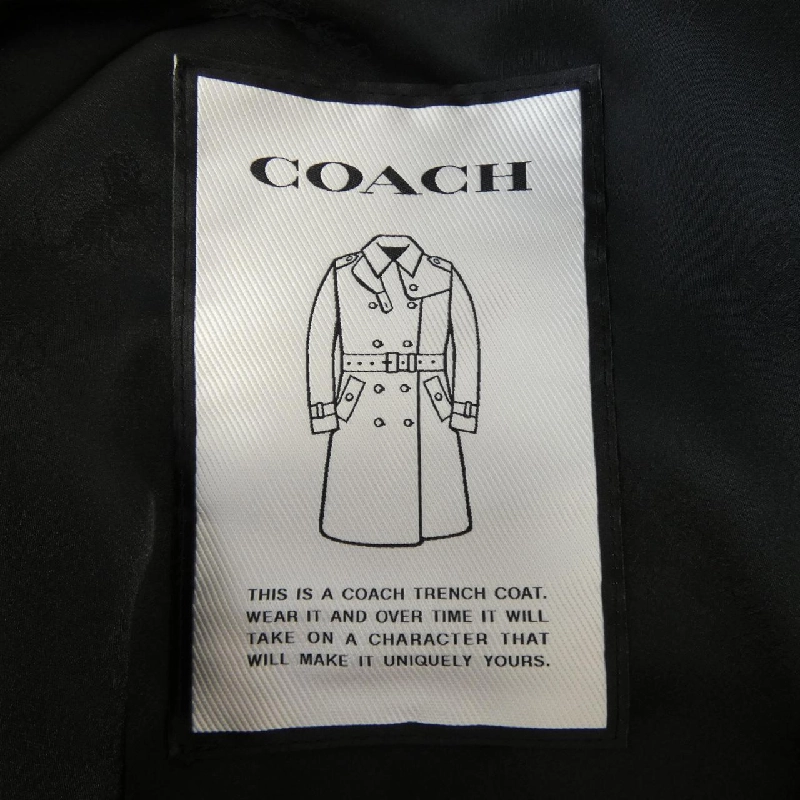 COACH
THIS IS A COACH TRENCH COAT.
WEAR IT AND OVER TIME IT WILL
TAKE ON A CHARACTER THAT
WILL MAKE IT UNIQUELY YOURS.